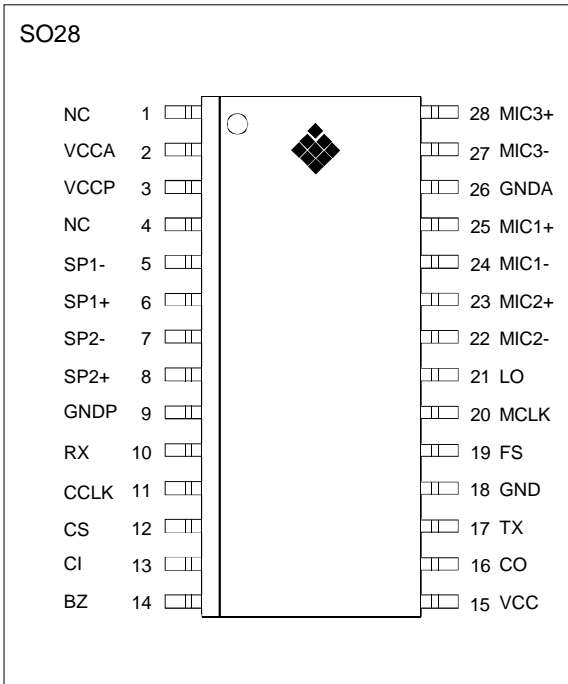 SO28
NC 1
VCCA 2
VCCP 3
NC 4
SP1- 5
SP1+ 6
SP2- 7
SP2+ 8
GNDP 9
RX 10
CCLK 11
CS 12
CI 13
BZ 14
28 MIC3+
27 MIC3-
26 GNDA
25 MIC1+
24 MIC1-
23 MIC2+
22 MIC2-
21 LO
20 MCLK
19 FS
18 GND
17 TX
16 CO
15 VCC